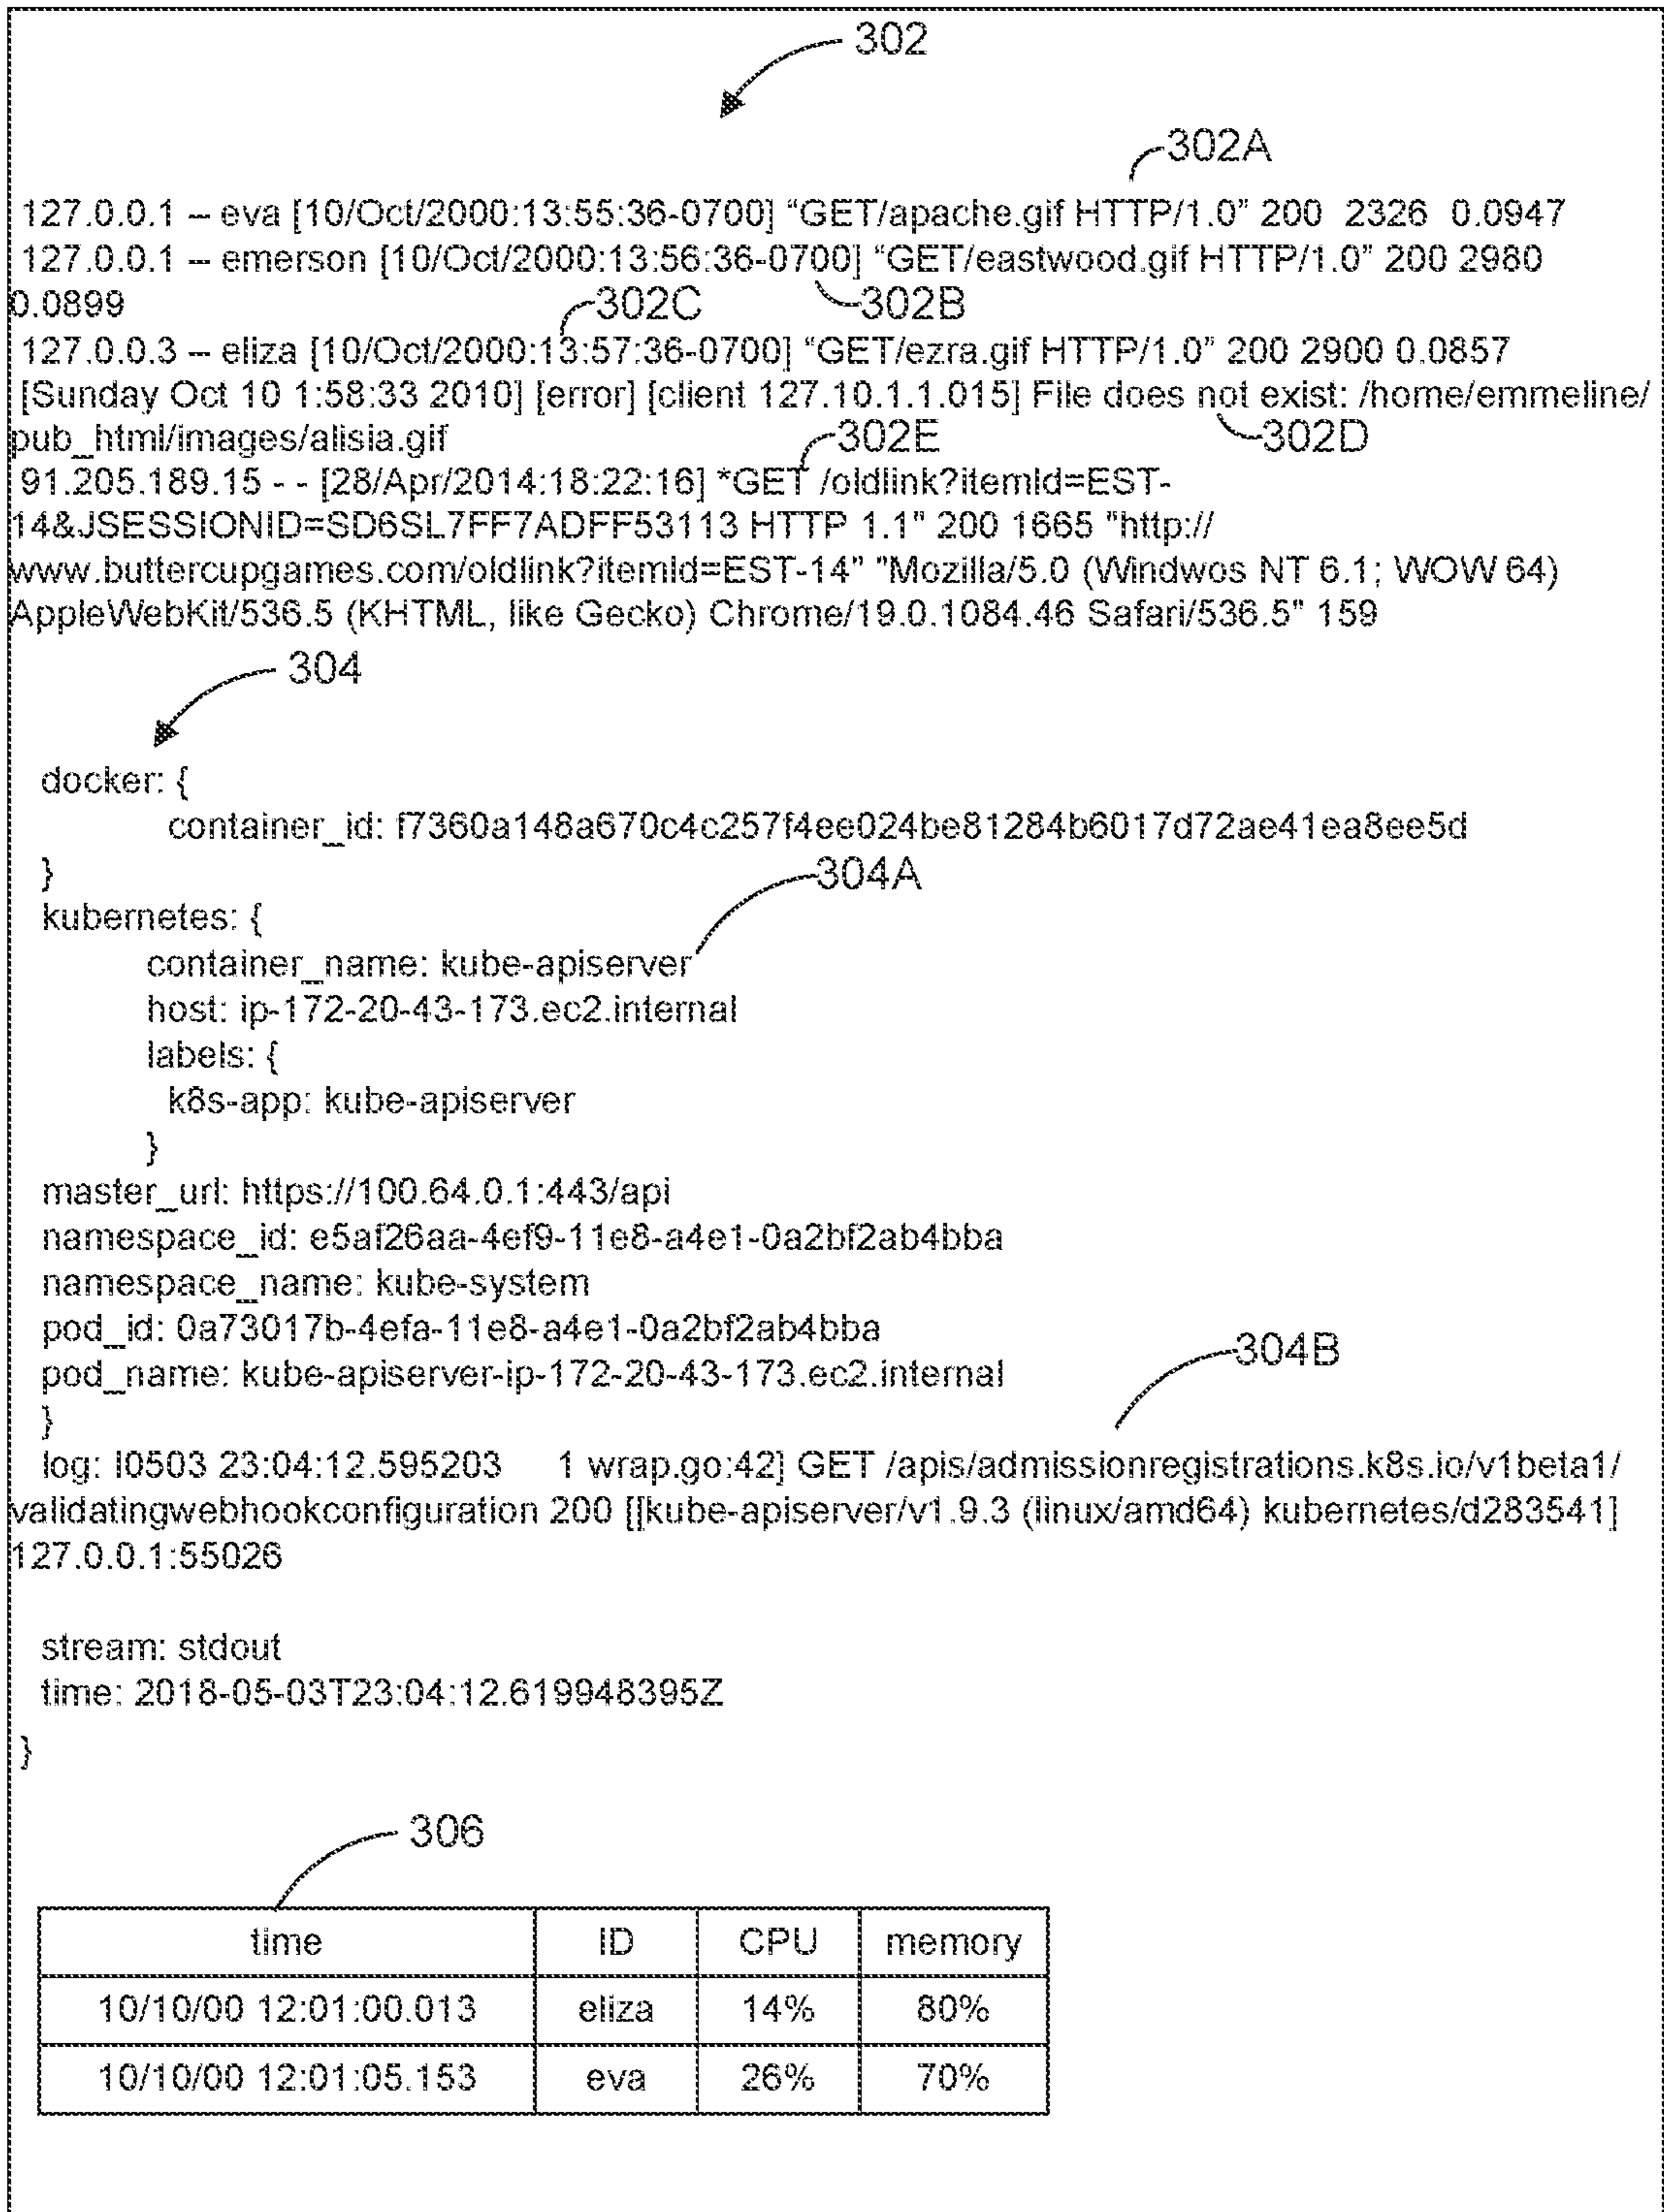 302
302A
127.0.0.1 – eva [10/Oct/2000:13:55:36-0700] “GET/apache.gif HTTP/1.0” 200 2326 0.0947
127.0.0.1 – emerson [10/Oct/2000:13:56:36-0700] “GET/eastwood.gif HTTP/1.0” 200 2980
0.0899
302C 302B
127.0.0.3 – eliza [10/Oct/2000:13:57:36-0700] “GET/ezra.gif HTTP/1.0” 200 2900 0.0857
[Sunday Oct 10 1:58:33 2010] [error] [client 127.10.1.1.015] File does not exist: /home/emmeline/
pub_html/images/alisia.gif
302E 302D
91.205.189.15 - - [28/Apr/2014:18:22:16] *GET /oldlink?itemId=EST-
14&JSESSIONID=SD6SL7FF7ADFF53113 HTTP 1.1" 200 1665 "http://
www.buttercupgames.com/oldlink?itemId=EST-14" "Mozilla/5.0 (Windwos NT 6.1; WOW 64)
AppleWebKit/536.5 (KHTML, like Gecko) Chrome/19.0.1084.46 Safari/536.5" 159
304
docker: {
container_id: f7360a148a670c4c257f4ee024be81284b6017d72ae41ea8ee5d
}
304A
kubernetes: {
container_name: kube-apiserver
host: ip-172-20-43-173.ec2.internal
labels: {
k8s-app: kube-apiserver
}
master_url: https://100.64.0.1:443/api
namespace_id: e5af26aa-4ef9-11e8-a4e1-0a2bf2ab4bba
namespace_name: kube-system
pod_id: 0a73017b-4efa-11e8-a4e1-0a2bf2ab4bba
304B
pod_name: kube-apiserver-ip-172-20-43-173.ec2.internal
}
log: I0503 23:04:12.595203 1 wrap.go:42] GET /apis/admissionregistrations.k8s.io/v1beta1/
validatingwebhookconfiguration 200 [[kube-apiserver/v1.9.3 (linux/amd64) kubernetes/d283541]
127.0.0.1:55026
stream: stdout
time: 2018-05-03T23:04:12.619948395Z
}
306
time ID CPU memory
10/10/00 12:01:00.013 eliza 14% 80%
10/10/00 12:01:05.153 eva 26% 70%